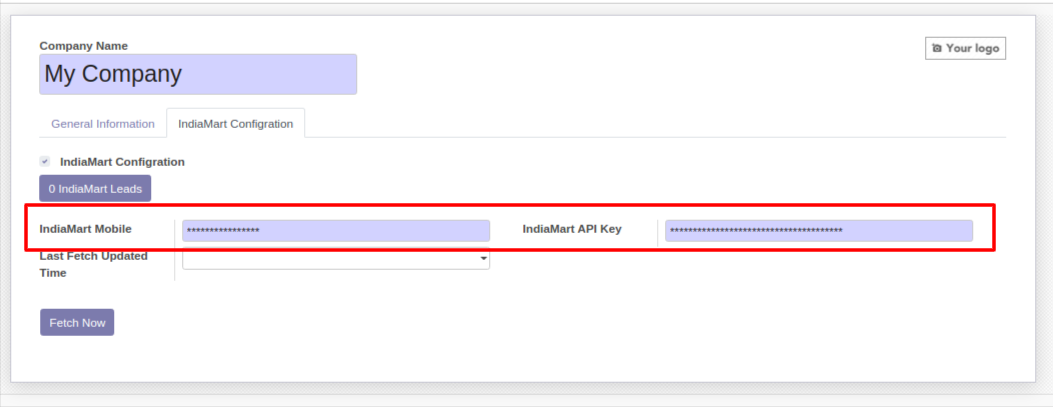 Company Name
Your logo
My Company
General Information IndiaMart Configration
IndiaMart Configration
0 IndiaMart Leads
IndiaMart Mobile **************** IndiaMart API Key **************************************
Last Fetch Updated
Time
Fetch Now